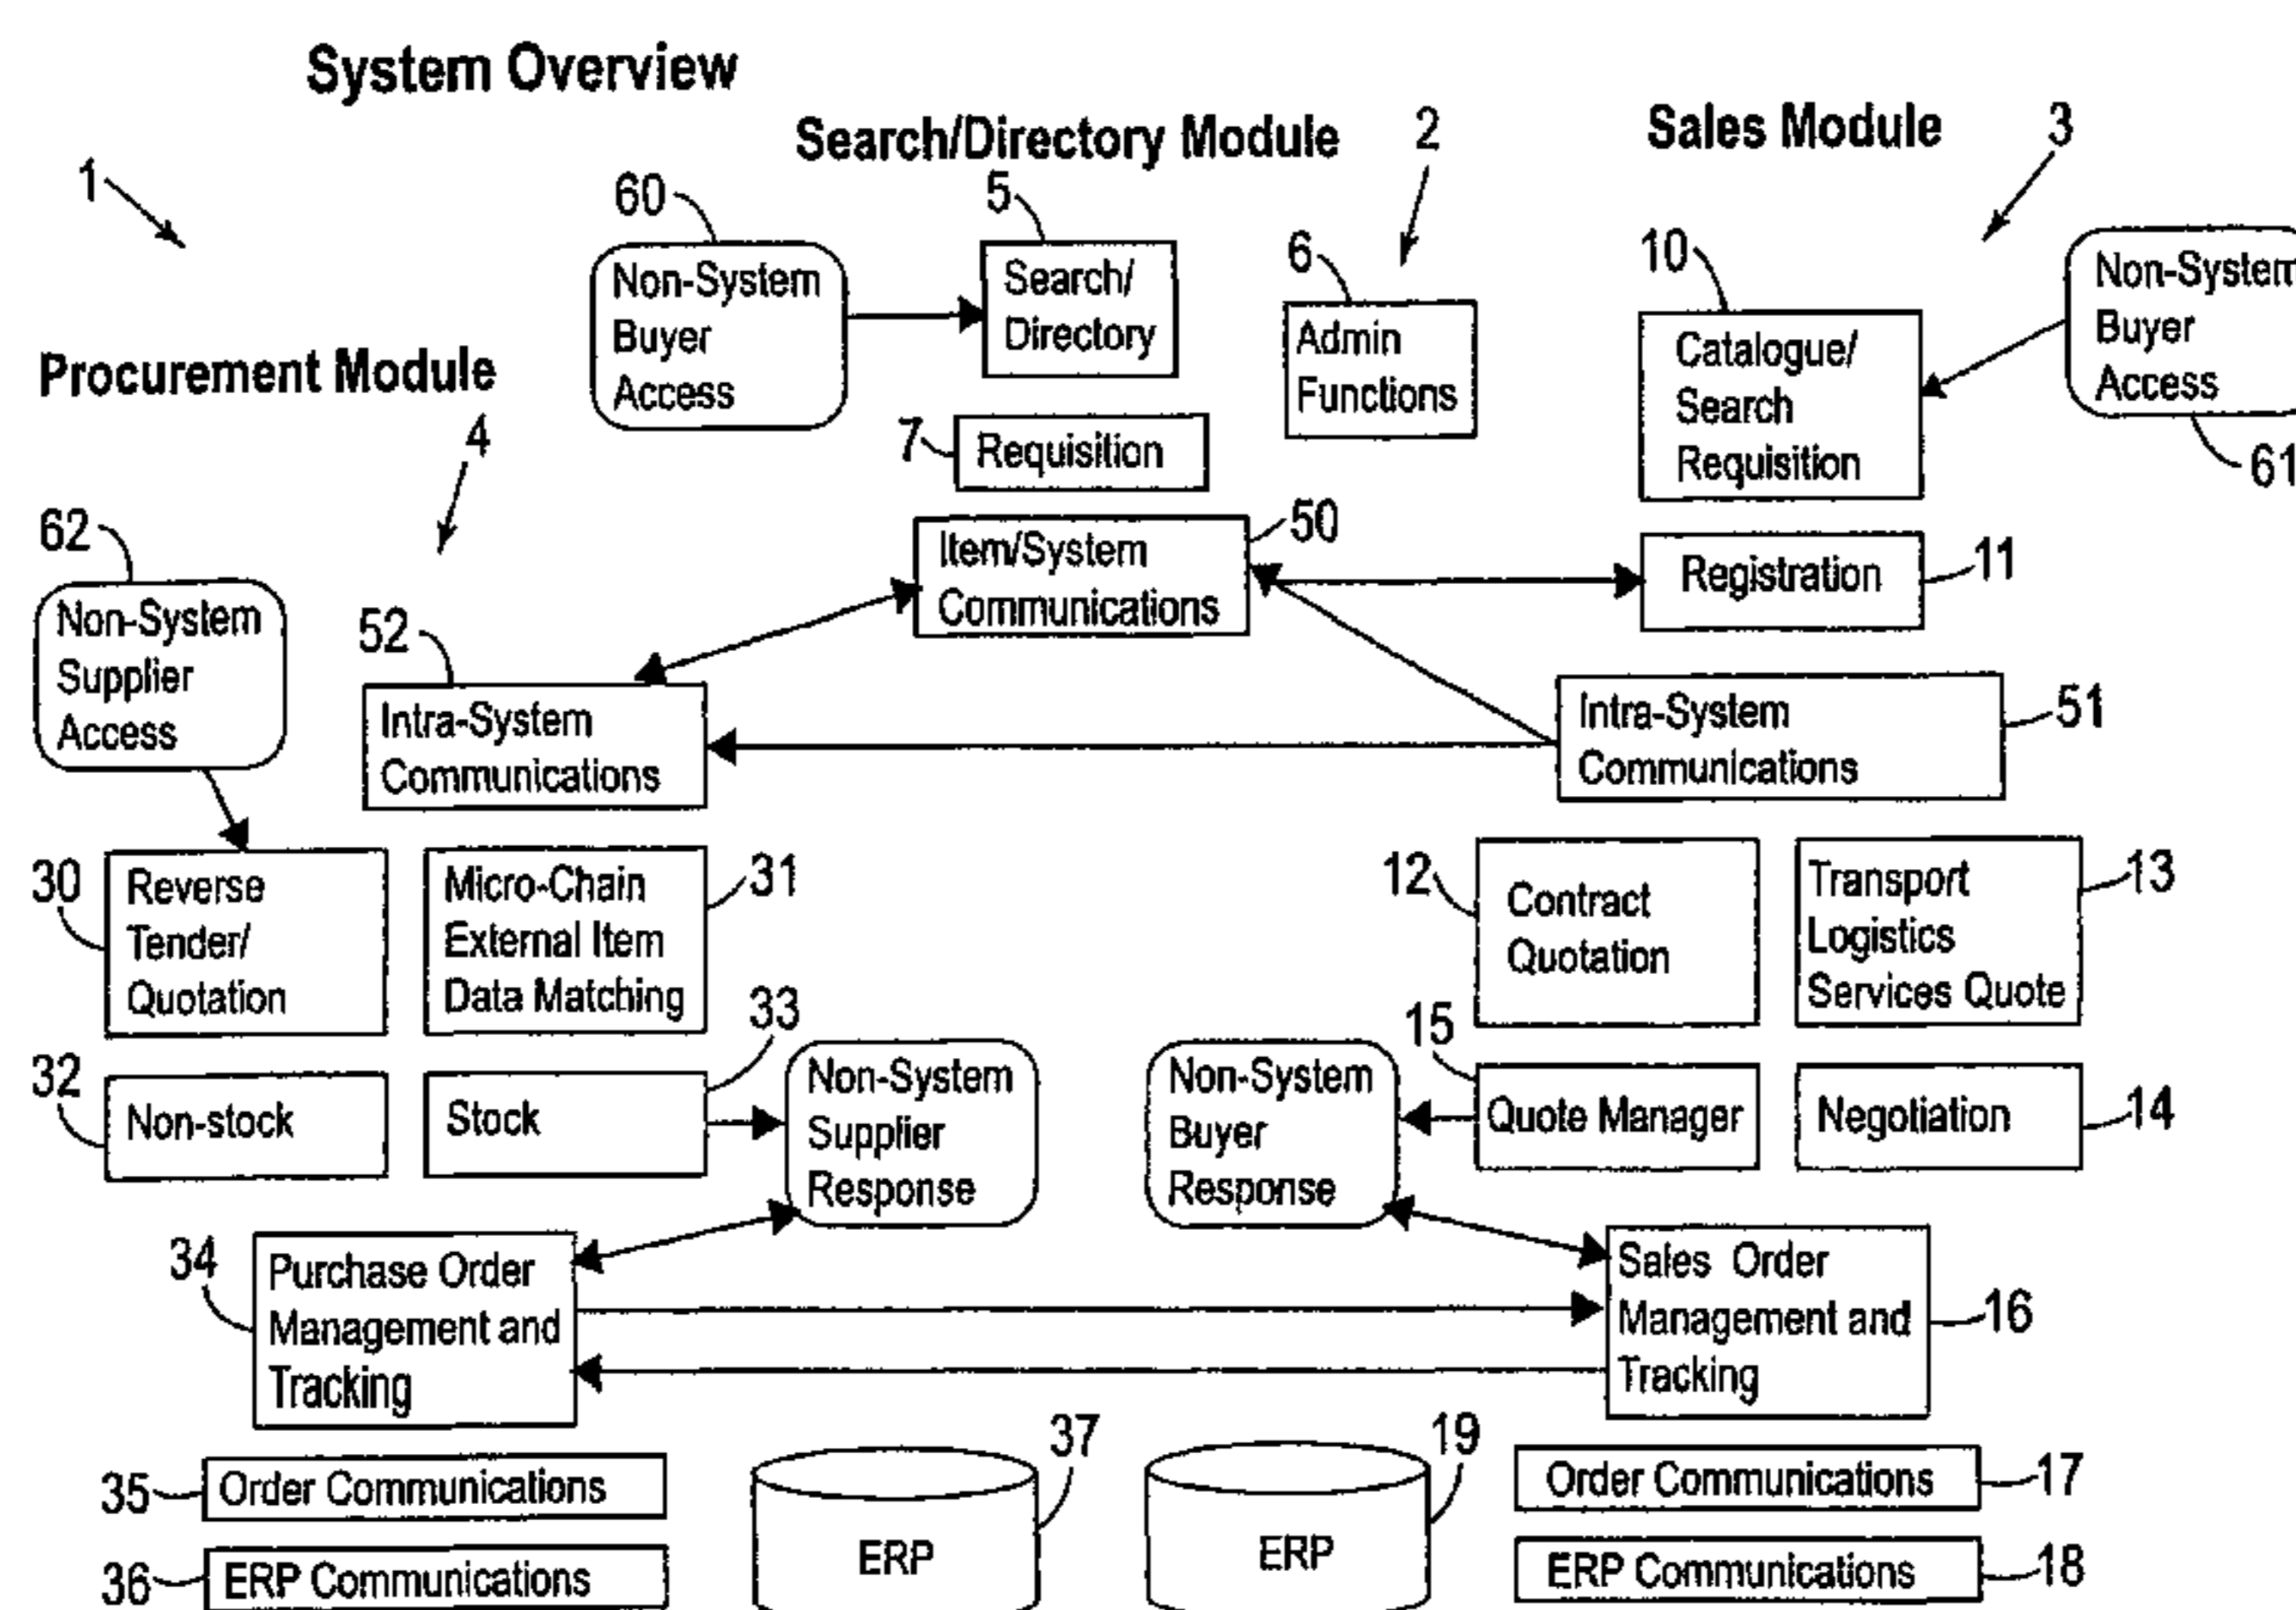 System Overview
Search/Directory Module
2
Sales Module
3
1
60
5
6
10
Non-System
Buyer
Access
Search/
Directory
Admin
Functions
Catalogue/
Search
Requisition
Non-System
Buyer
Access
61
Procurement Module
4
7
Requisition
62
50
Item/System
Communications
Registration
11
Non-System
Supplier
Access
52
Intra-System
Communications
Intra-System
Communications
51
30
Reverse
Tender/
Quotation
Micro-Chain
External Item
Data Matching
31
12
Contract
Quotation
Transport
Logistics
Services Quote
13
32
Non-stock
Stock
33
Non-System
Supplier
Response
Non-System
Buyer
Response
15
Quote Manager
Negotiation
14
34
Purchase Order
Management and
Tracking
Sales Order
Management and
Tracking
16
35
Order Communications
37
ERP
19
ERP
Order Communications
17
36
ERP Communications
ERP Communications
18